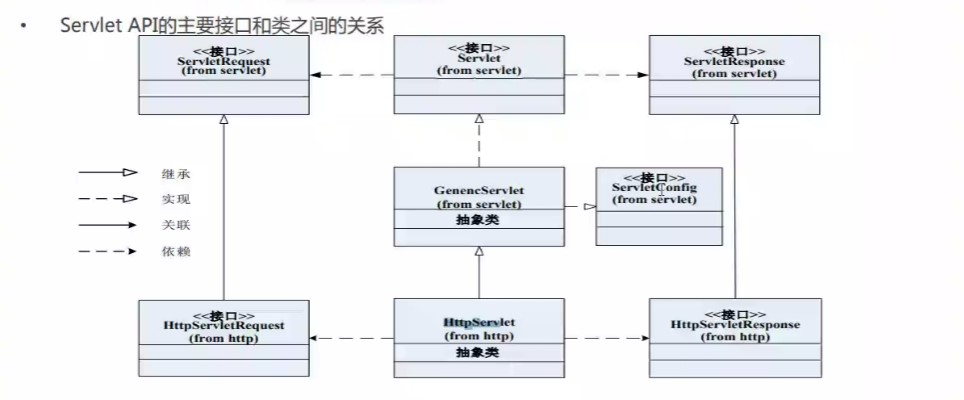 • Servlet API的主要接口和类之间的关系
<<接口>>
ServletRequest
(from servlet)
<<接口>>
Servlet
(from servlet)
<<接口>>
ServletResponse
(from servlet)
继承
实现
关联
依赖
GenencServlet
(from servlet)
抽象类
<<接口>>
ServletConfig
(from servlet)
<<接口>>
HttpServletRequest
(from http)
HttpServlet
(from http)
抽象类
<<接口>>
HttpServletResponse
(from http)